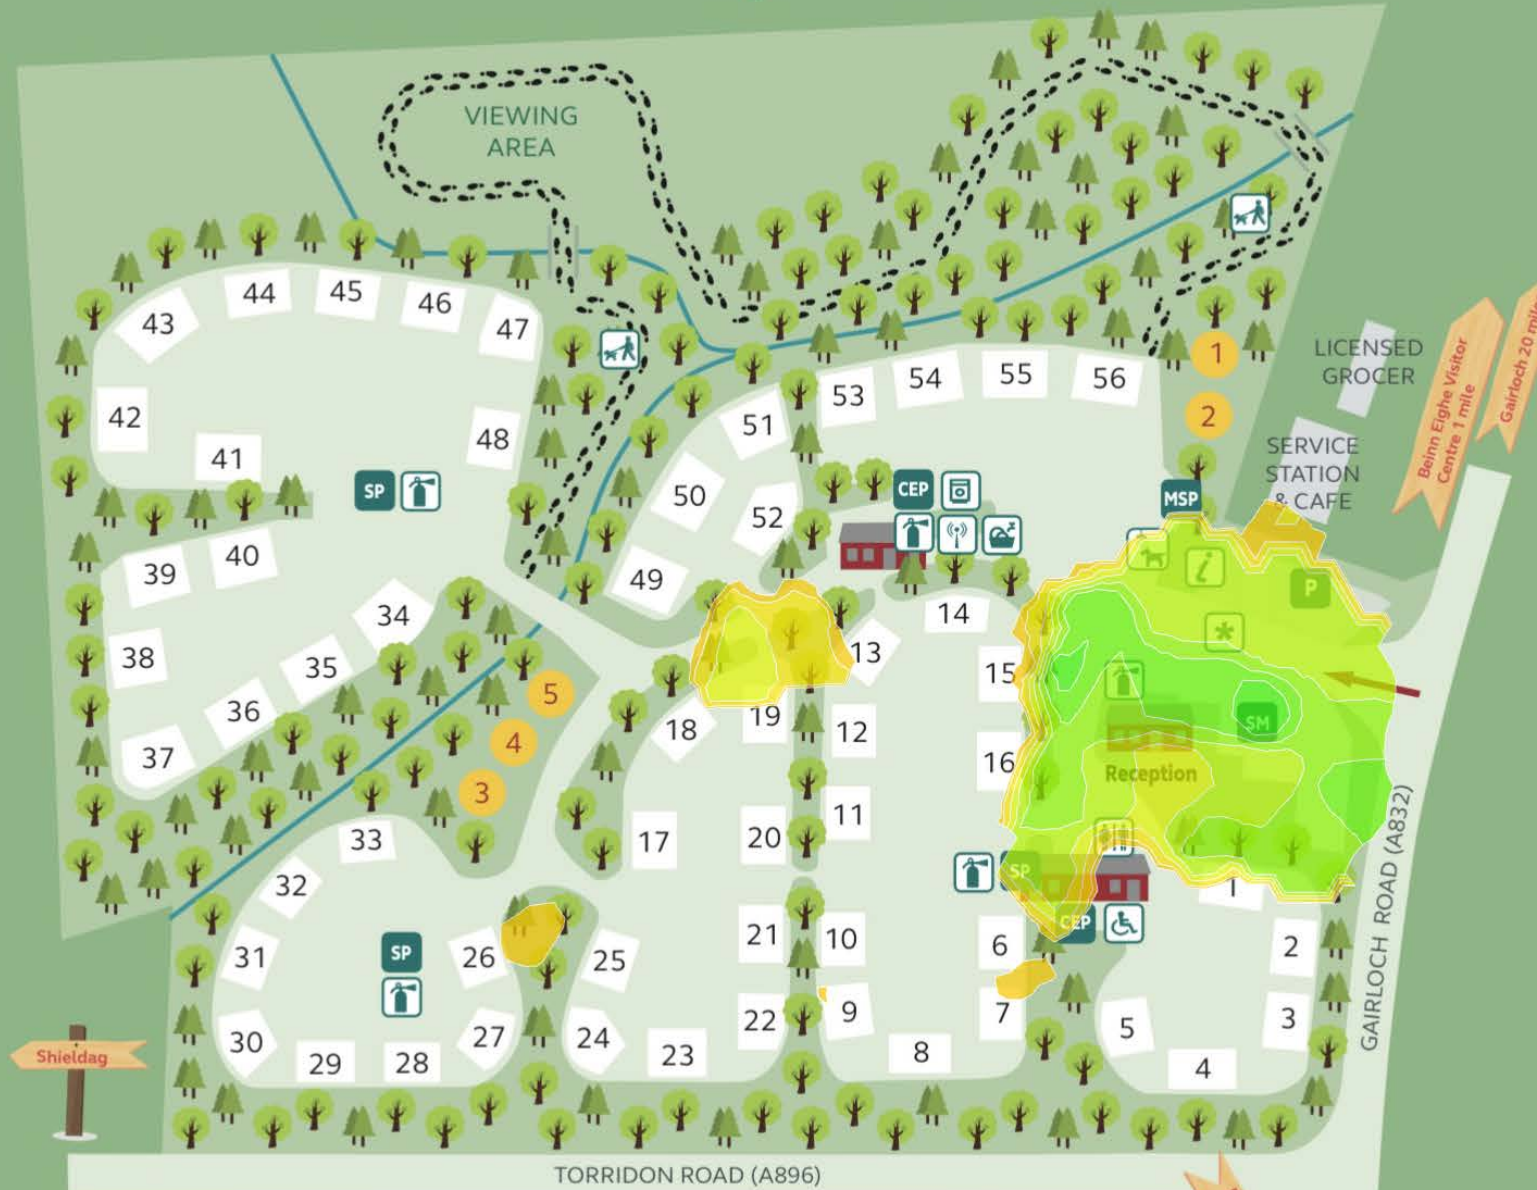 VIEWING
AREA
44
45
46
47
43
42
41
48
SP
40
39
38
34
35
36
37
51
53
54
55
56
50
52
49
CEP
MSP
1
2
LICENSED
GROCER
SERVICE
STATION
& CAFE
Beinn Eighe Visitor
Centre 1 mile
Gairloch 20 mile
P
i
*
14
13
15
SM
Reception
16
12
11
18
19
17
20
5
4
3
33
32
31
30
29
28
27
26
SP
25
24
23
22
21
10
9
8
7
6
SP
CEP
1
2
3
4
5
GAIRLOCH ROAD (A832)
Shieldag
TORRIDON ROAD (A896)